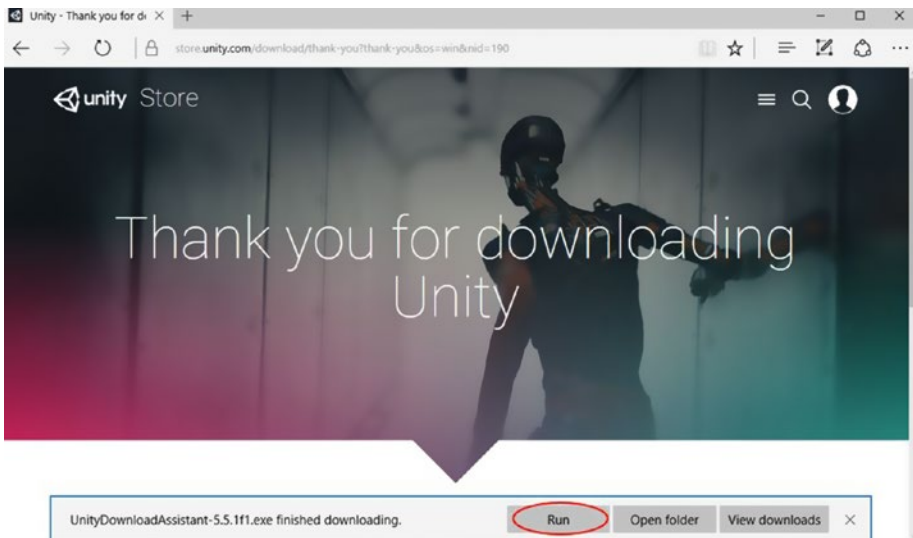 Unity - Thank you for do
store.unity.com/download/thank-you?thank-you&os=win&nid=190
unity Store
Thank you for downloading
Unity
UnityDownloadAssistant-5.5.1f1.exe finished downloading.
Run
Open folder
View downloads